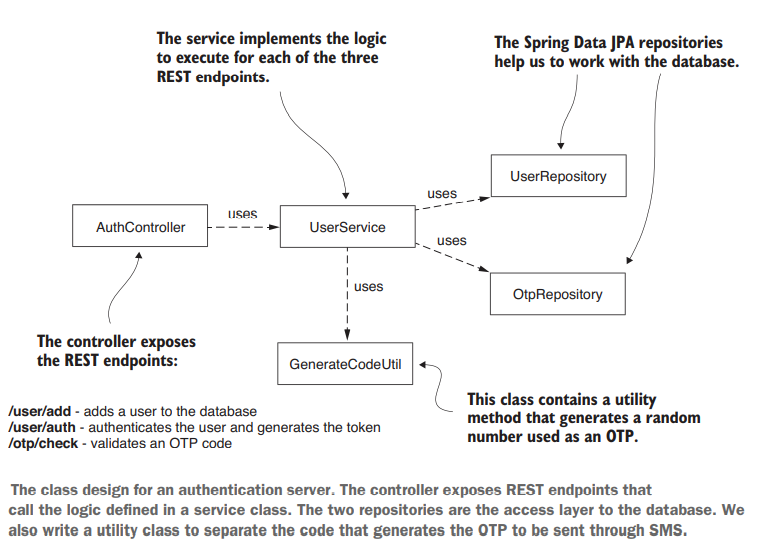 The service implements the logic
to execute for each of the three
REST endpoints.
The Spring Data JPA repositories
help us to work with the database.
UserRepository
uses
AuthController
uses
UserService
uses
OtpRepository
uses
The controller exposes
the REST endpoints:
GenerateCodeUtil
/user/add - adds a user to the database
/user/auth - authenticates the user and generates the token
/otp/check - validates an OTP code
This class contains a utility
method that generates a random
number used as an OTP.
The class design for an authentication server. The controller exposes REST endpoints that
call the logic defined in a service class. The two repositories are the access layer to the database. We
also write a utility class to separate the code that generates the OTP to be sent through SMS.